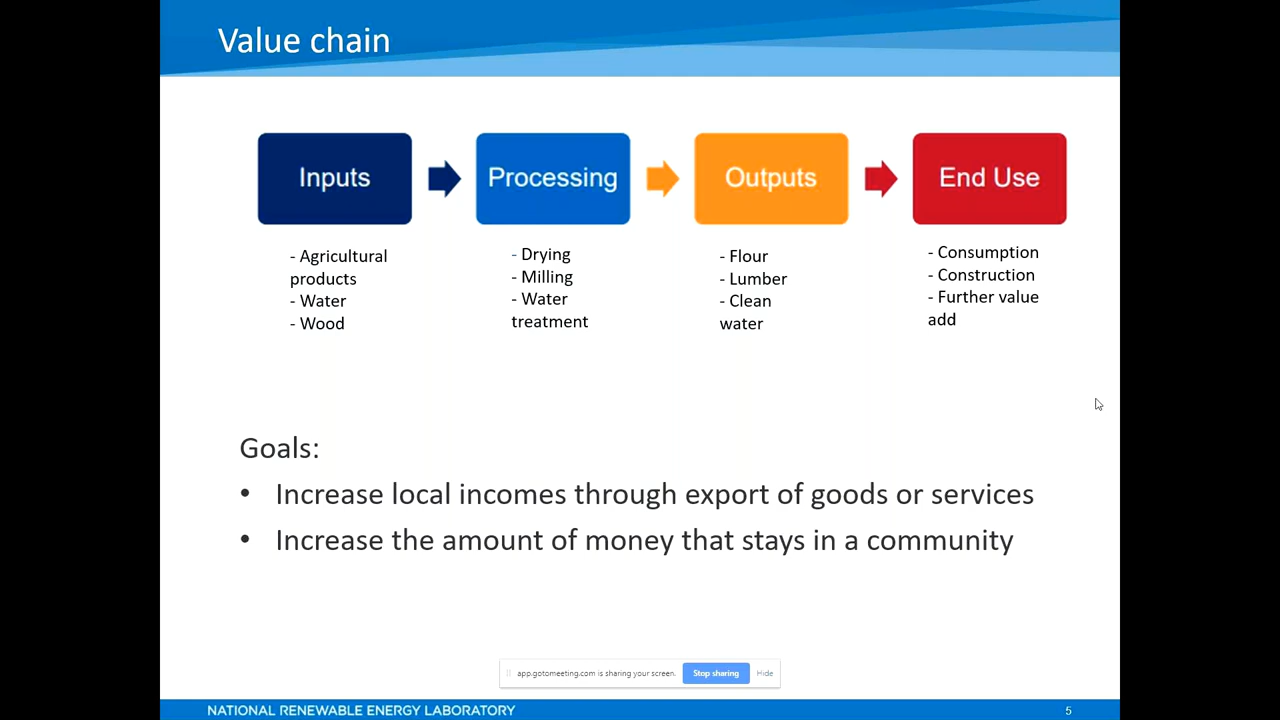 Value chain
Inputs
Processing
Outputs
End Use
- Agricultural
products
- Water
- Wood
- Drying
- Milling
- Water
treatment
- Flour
- Lumber
- Clean
water
- Consumption
- Construction
- Further value
add
Goals:
• Increase local incomes through export of goods or services
• Increase the amount of money that stays in a community
app.gotomeeting.com is sharing your screen. Stop sharing Hide
NATIONAL RENEWABLE ENERGY LABORATORY 5